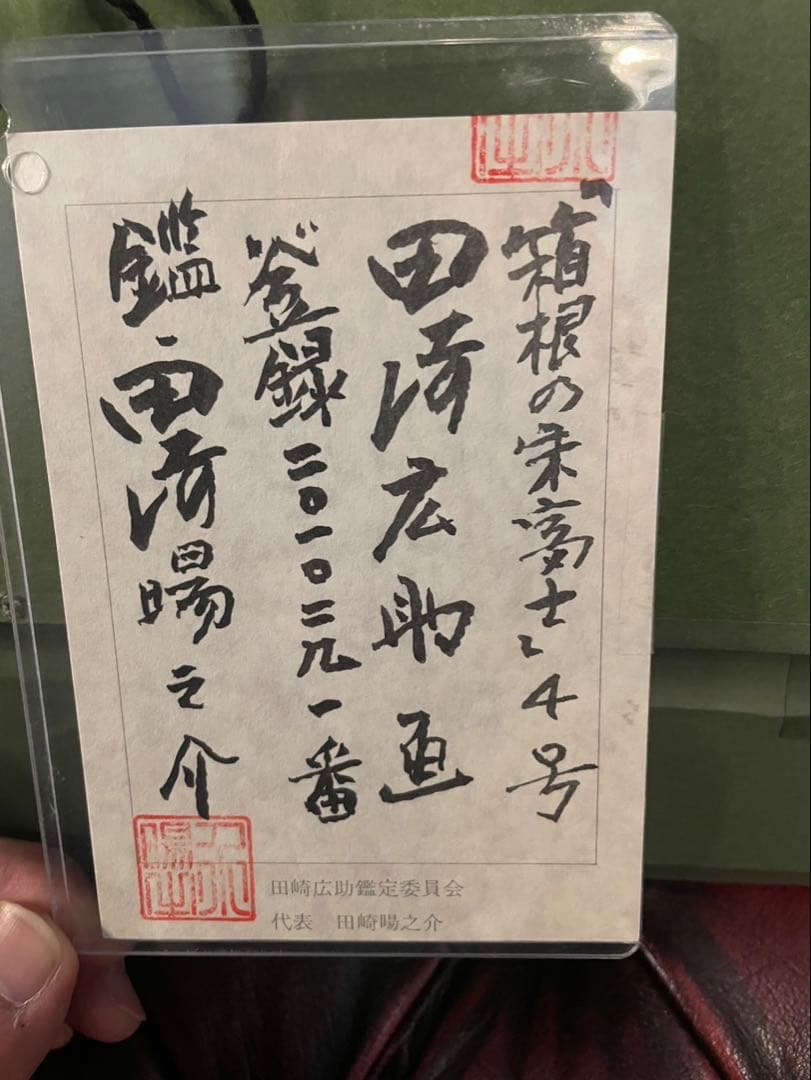 「箱根の朱富士」4号
田崎広助画
登録二〇一〇二九一番
鑑 田崎暘之介
田崎広助鑑定委員会
代表 田崎暘之介